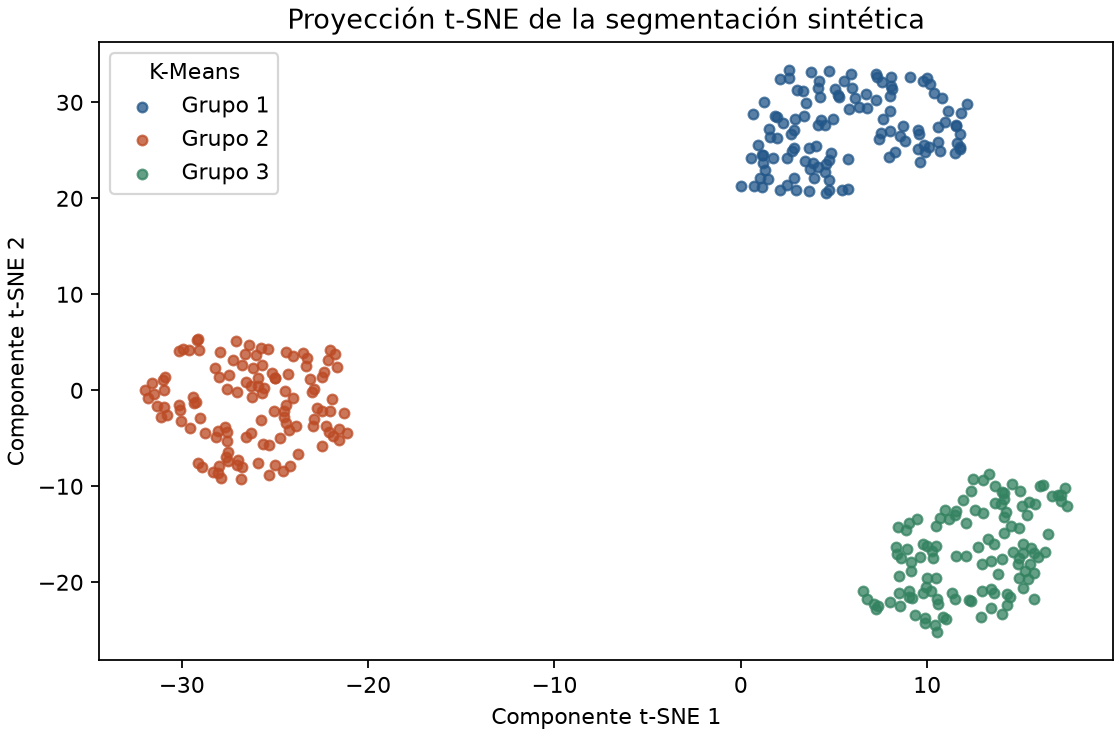 Proyección t-SNE de la segmentación sintética
K-Means
Grupo 1
Grupo 2
Grupo 3
30
20
10
0
−10
−20
Componente t-SNE 2
−30
−20
−10
0
10
Componente t-SNE 1